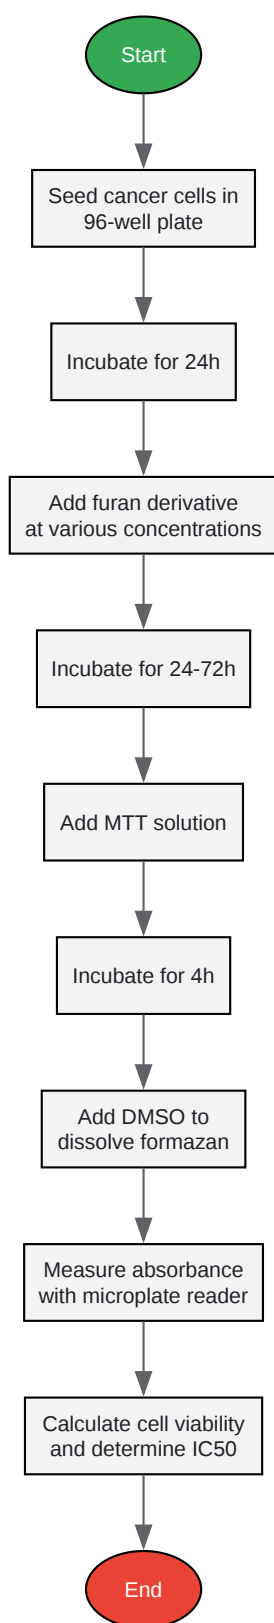 Start
Seed cancer cells in
96-well plate
Incubate for 24h
Add furan derivative
at various concentrations
Incubate for 24-72h
Add MTT solution
Incubate for 4h
Add DMSO to
dissolve formazan
Measure absorbance
with microplate reader
Calculate cell viability
and determine IC50
End